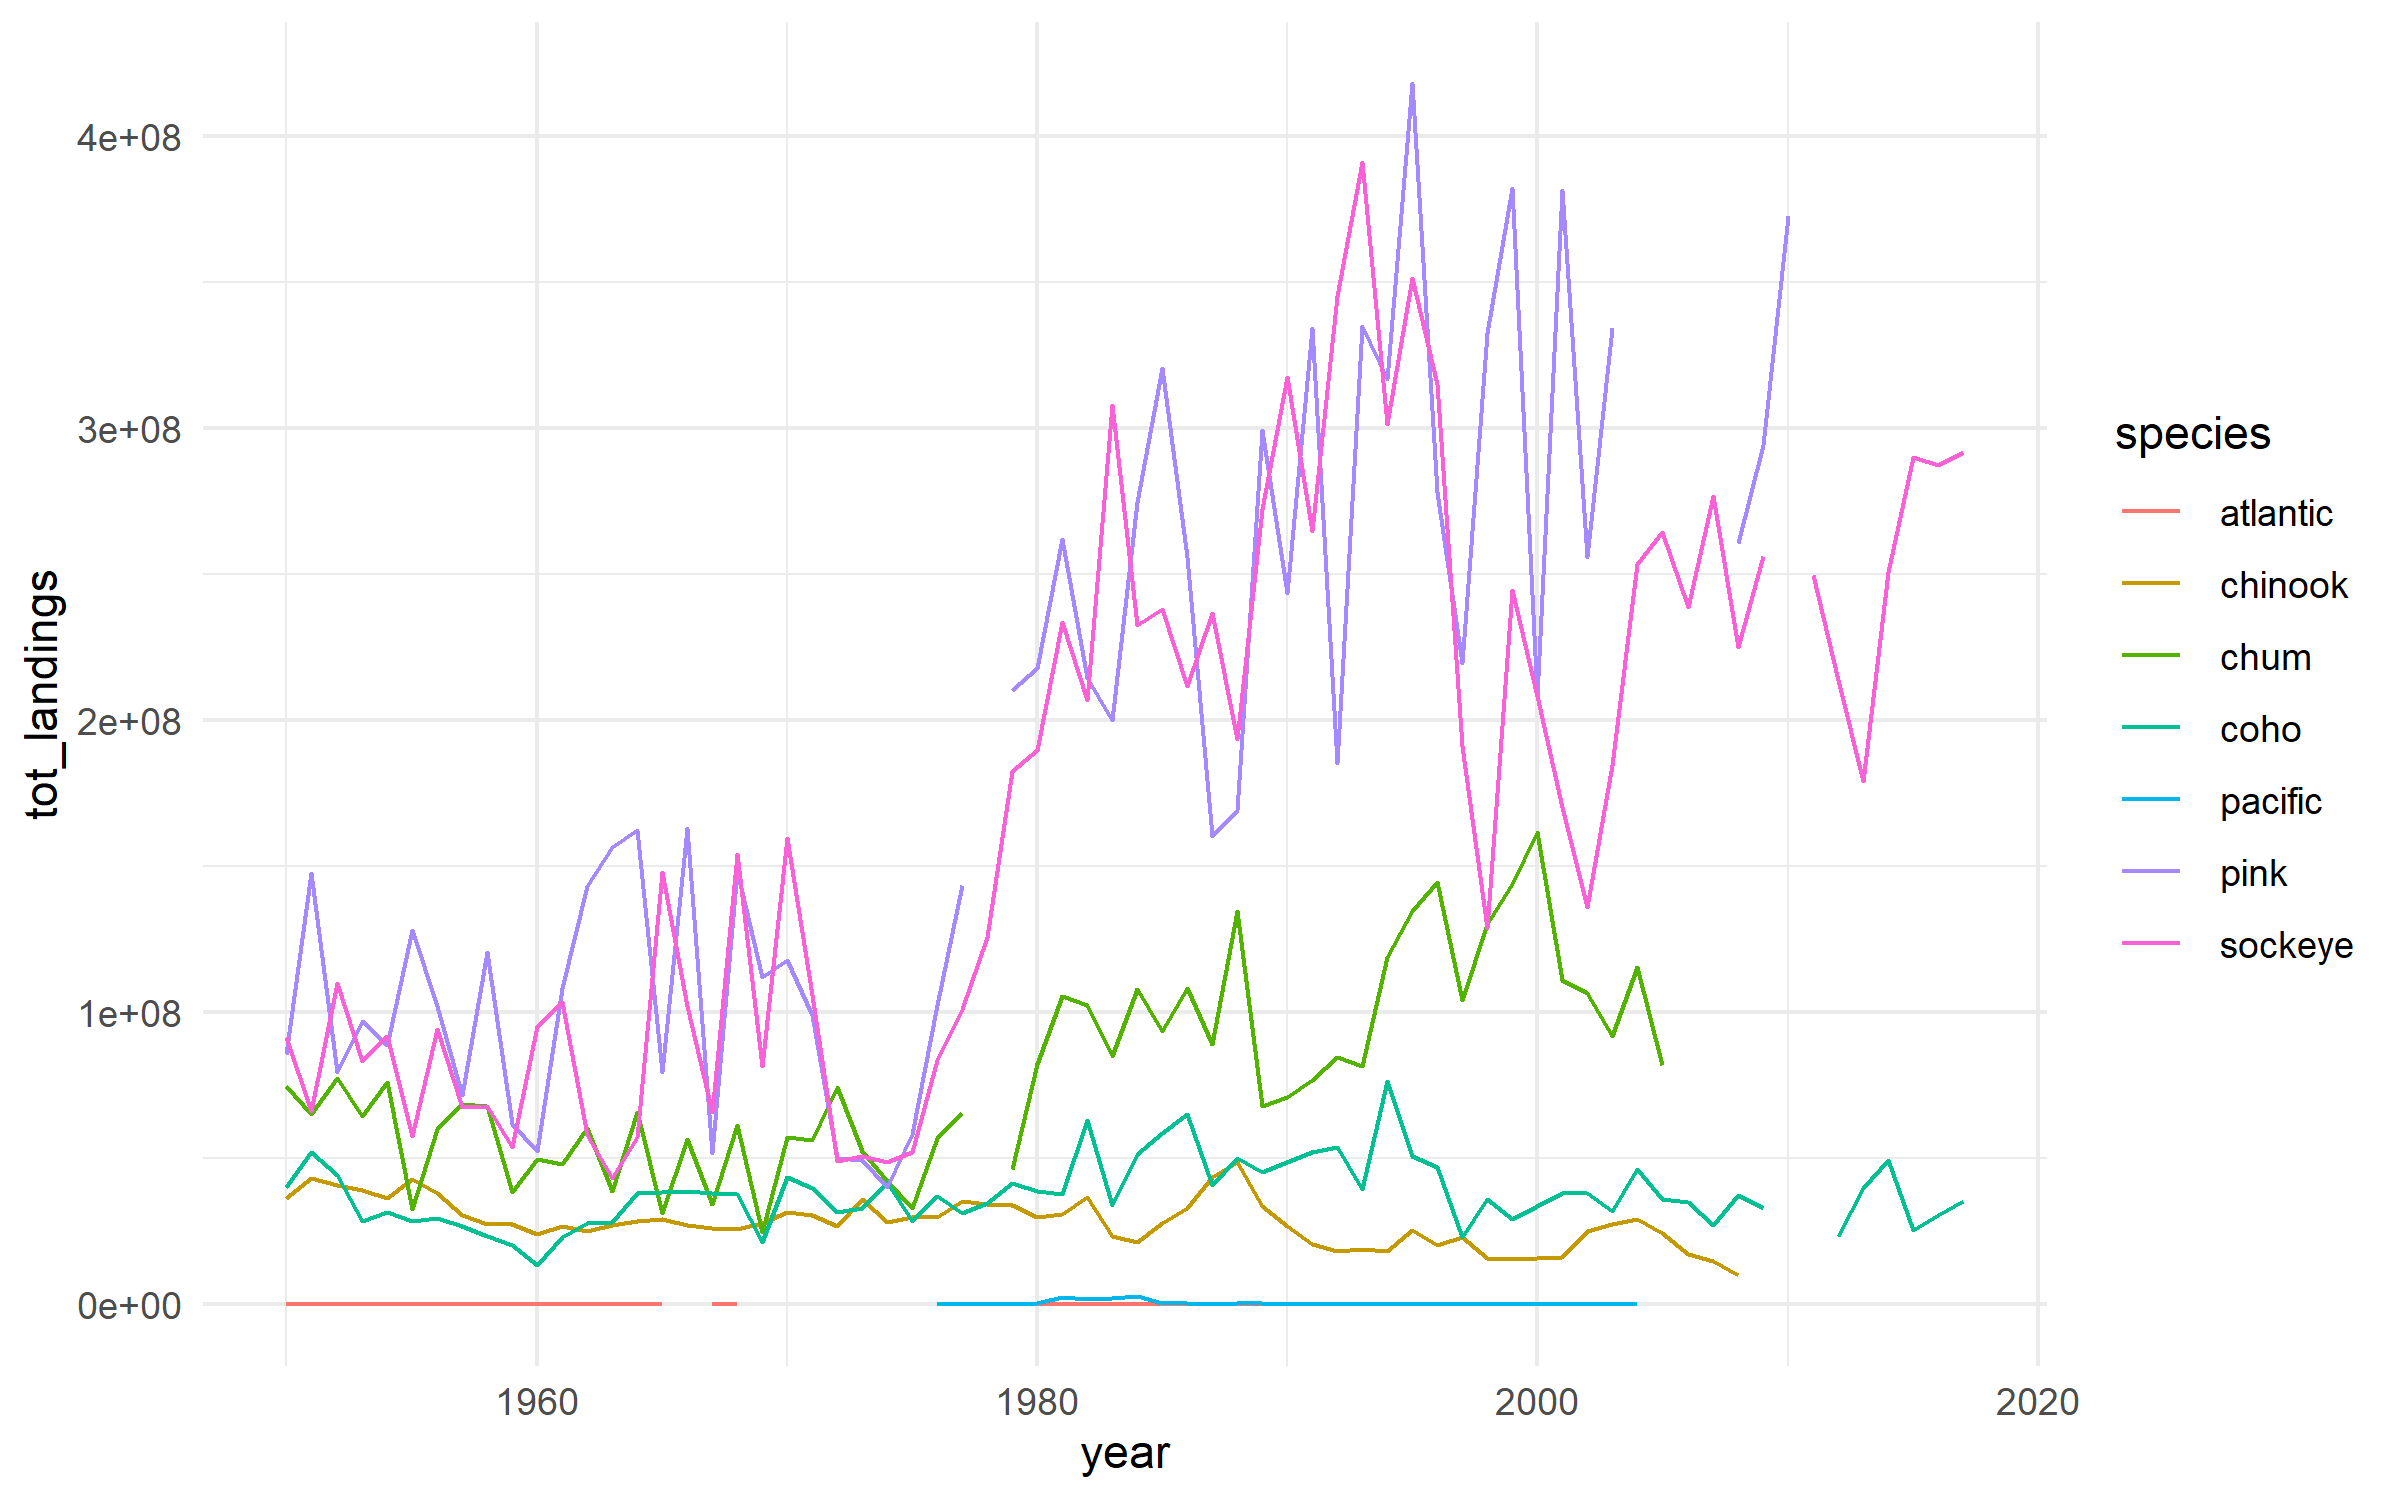 4e+08
3e+08
2e+08
1e+08
0e+00
tot_landings
1960
1980
2000
2020
year
species
atlantic
chinook
chum
coho
pacific
pink
sockeye